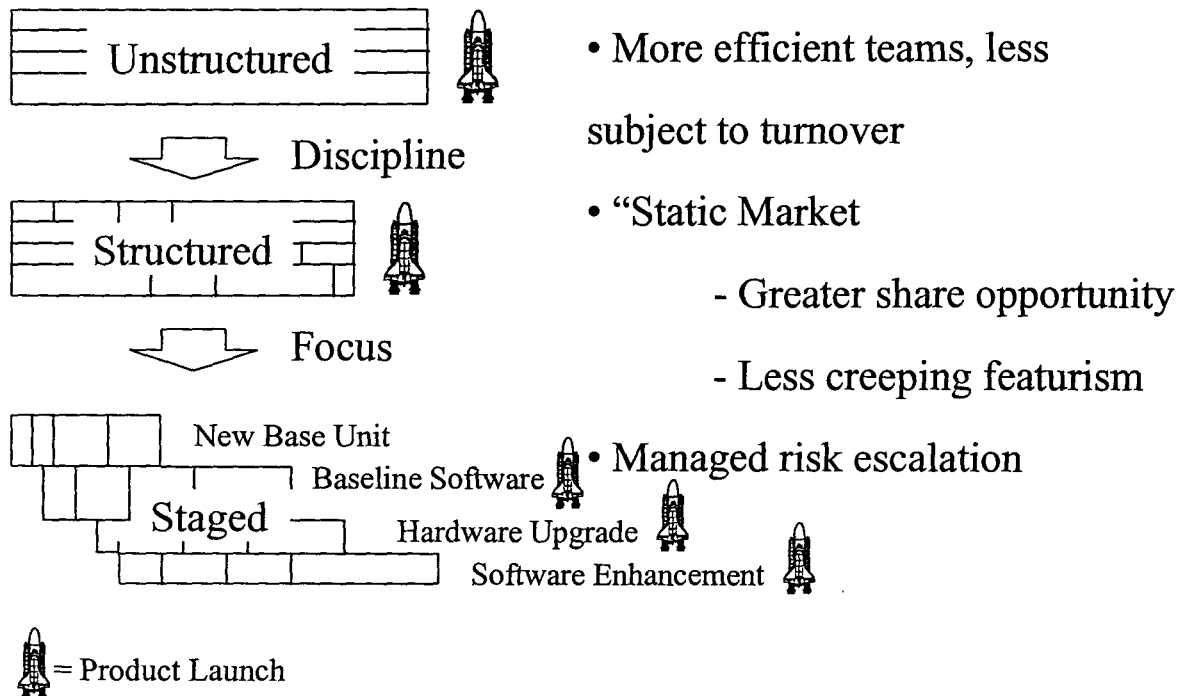 Unstructured
Discipline
Structured
Focus
New Base Unit
Baseline Software
Staged
Hardware Upgrade
Software Enhancement
= Product Launch
• More efficient teams, less
subject to turnover
• “Static Market
- Greater share opportunity
- Less creeping featurism
• Managed risk escalation